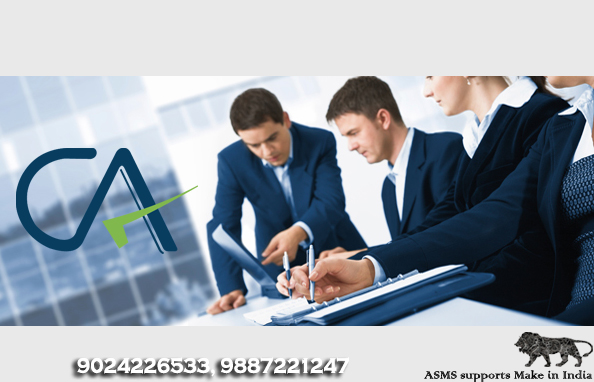 CA
9024226533, 9887221247
ASMS supports Make in India